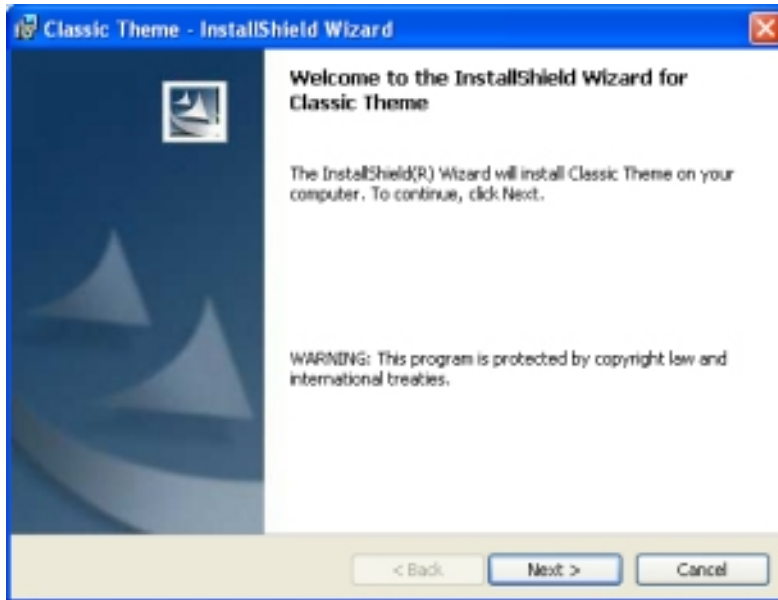 Classic Theme - InstallShield Wizard
Welcome to the InstallShield Wizard for
Classic Theme
The InstallShield(R) Wizard will install Classic Theme on your
computer. To continue, click Next.
WARNING: This program is protected by copyright law and
international treaties.
< Back
Next >
Cancel